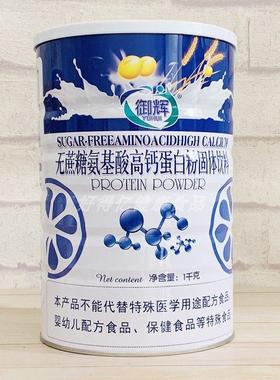 御辉
YUHUI
SUGAR-FREEAMINOACIDHIGH CALCIUM
无蔗糖氨基酸高钙蛋白粉固体饮料
PROTEIN POWDER
Net content 净含量：1千克
本产品不能代替特殊医学用途配方食品、
婴幼儿配方食品、保健食品等特殊食品